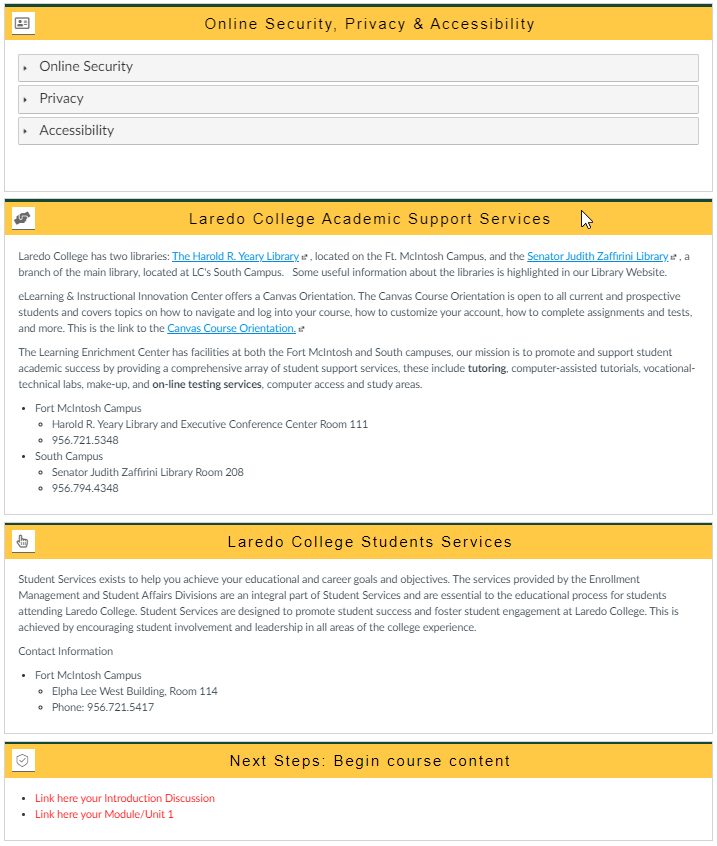 Online Security, Privacy & Accessibility
Online Security
Privacy
Accessibility
Laredo College Academic Support Services
Laredo College has two libraries: The Harold R. Yeary Library , located on the Ft. McIntosh Campus, and the Senator Judith Zaffirini Library , a
branch of the main library, located at LC's South Campus. Some useful information about the libraries is highlighted in our Library Website.
eLearning & Instructional Innovation Center offers a Canvas Orientation. The Canvas Course Orientation is open to all current and prospective
students and covers topics on how to navigate and log into your course, how to customize your account, how to complete assignments and tests,
and more. This is the link to the Canvas Course Orientation.
The Learning Enrichment Center has facilities at both the Fort McIntosh and South campuses, our mission is to promote and support student
academic success by providing a comprehensive array of student support services, these include tutoring, computer-assisted tutorials, vocational-
technical labs, make-up, and on-line testing services, computer access and study areas.
Fort McIntosh Campus
Harold R. Yeary Library and Executive Conference Center Room 111
956.721.5348
South Campus
Senator Judith Zaffirini Library Room 208
956.794.4348
Laredo College Students Services
Student Services exists to help you achieve your educational and career goals and objectives. The services provided by the Enrollment
Management and Student Affairs Divisions are an integral part of Student Services and are essential to the educational process for students
attending Laredo College. Student Services are designed to promote student success and foster student engagement at Laredo College. This is
achieved by encouraging student involvement and leadership in all areas of the college experience.
Contact Information
Fort McIntosh Campus
Elpha Lee West Building, Room 114
Phone: 956.721.5417
Next Steps: Begin course content
Link here your Introduction Discussion
Link here your Module/Unit 1